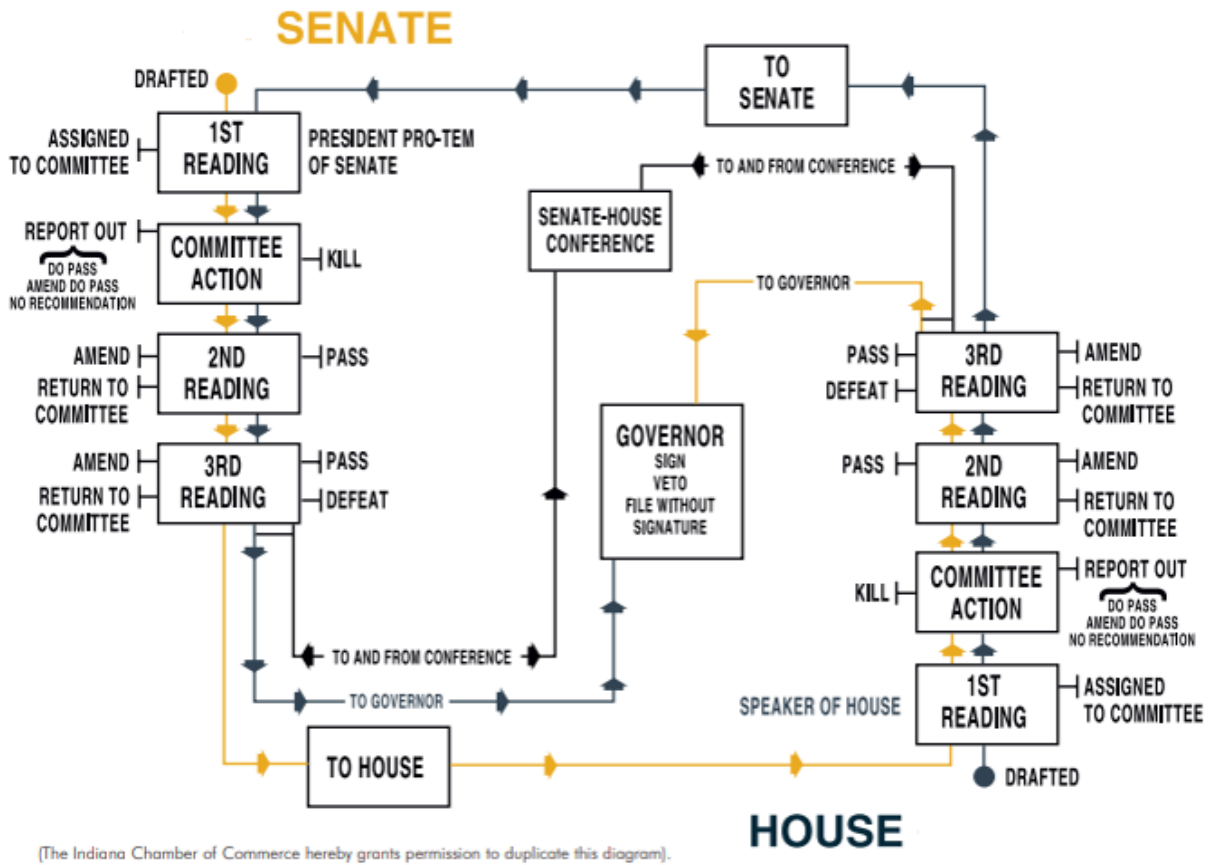 SENATE
DRAFTED
1ST
READING
ASSIGNED
TO COMMITTEE
PRESIDENT PRO-TEM
OF SENATE
TO
SENATE
TO AND FROM CONFERENCE
SENATE-HOUSE
CONFERENCE
REPORT OUT
DO PASS
AMEND DO PASS
NO RECOMMENDATION
COMMITTEE
ACTION
KILL
TO GOVERNOR
AMEND
RETURN TO
COMMITTEE
2ND
READING
PASS
AMEND
RETURN TO
COMMITTEE
3RD
READING
PASS
DEFEAT
GOVERNOR
SIGN
VETO
FILE WITHOUT
SIGNATURE
PASS
DEFEAT
3RD
READING
AMEND
RETURN TO
COMMITTEE
PASS
2ND
READING
AMEND
RETURN TO
COMMITTEE
KILL
COMMITTEE
ACTION
REPORT OUT
DO PASS
AMEND DO PASS
NO RECOMMENDATION
TO AND FROM CONFERENCE
TO GOVERNOR
SPEAKER OF HOUSE
1ST
READING
ASSIGNED
TO COMMITTEE
TO HOUSE
DRAFTED
HOUSE
(The Indiana Chamber of Commerce hereby grants permission to duplicate this diagram).